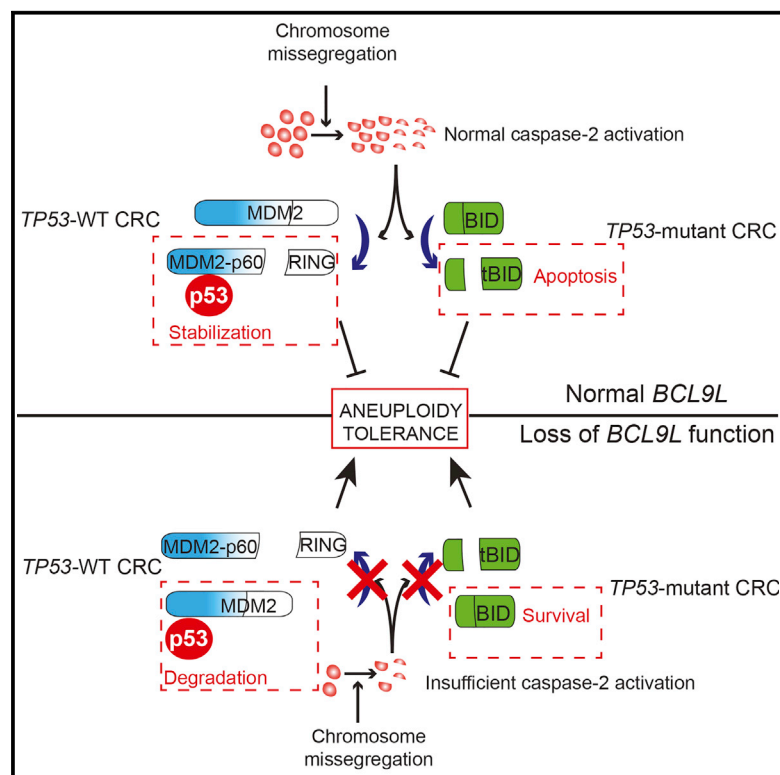 Chromosome
missegregation
Normal caspase-2 activation
TP53-WT CRC
MDM2
BID
TP53-mutant CRC
MDM2-p60
RING
tBID
Apoptosis
p53
Stabilization
ANEUPLOIDY
TOLERANCE
Normal BCL9L
Loss of BCL9L function
MDM2-p60
RING
tBID
TP53-WT CRC
TP53-mutant CRC
MDM2
BID
Survival
p53
Degradation
Insufficient caspase-2 activation
Chromosome
missegregation